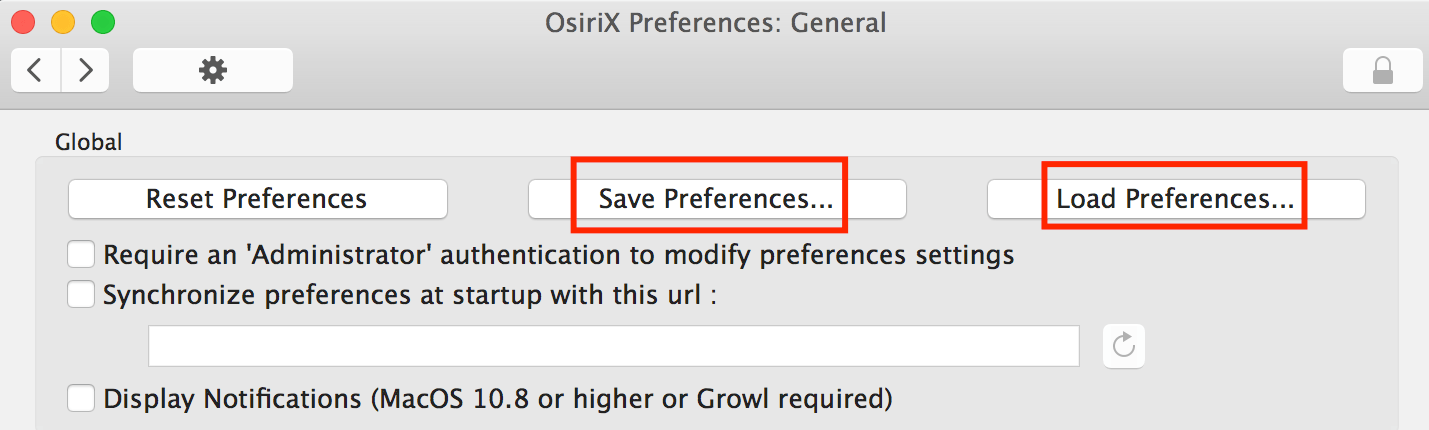 OsiriX Preferences: General
Global
Reset Preferences
Save Preferences...
Load Preferences...
Require an 'Administrator' authentication to modify preferences settings
Synchronize preferences at startup with this url :
Display Notifications (MacOS 10.8 or higher or Growl required)